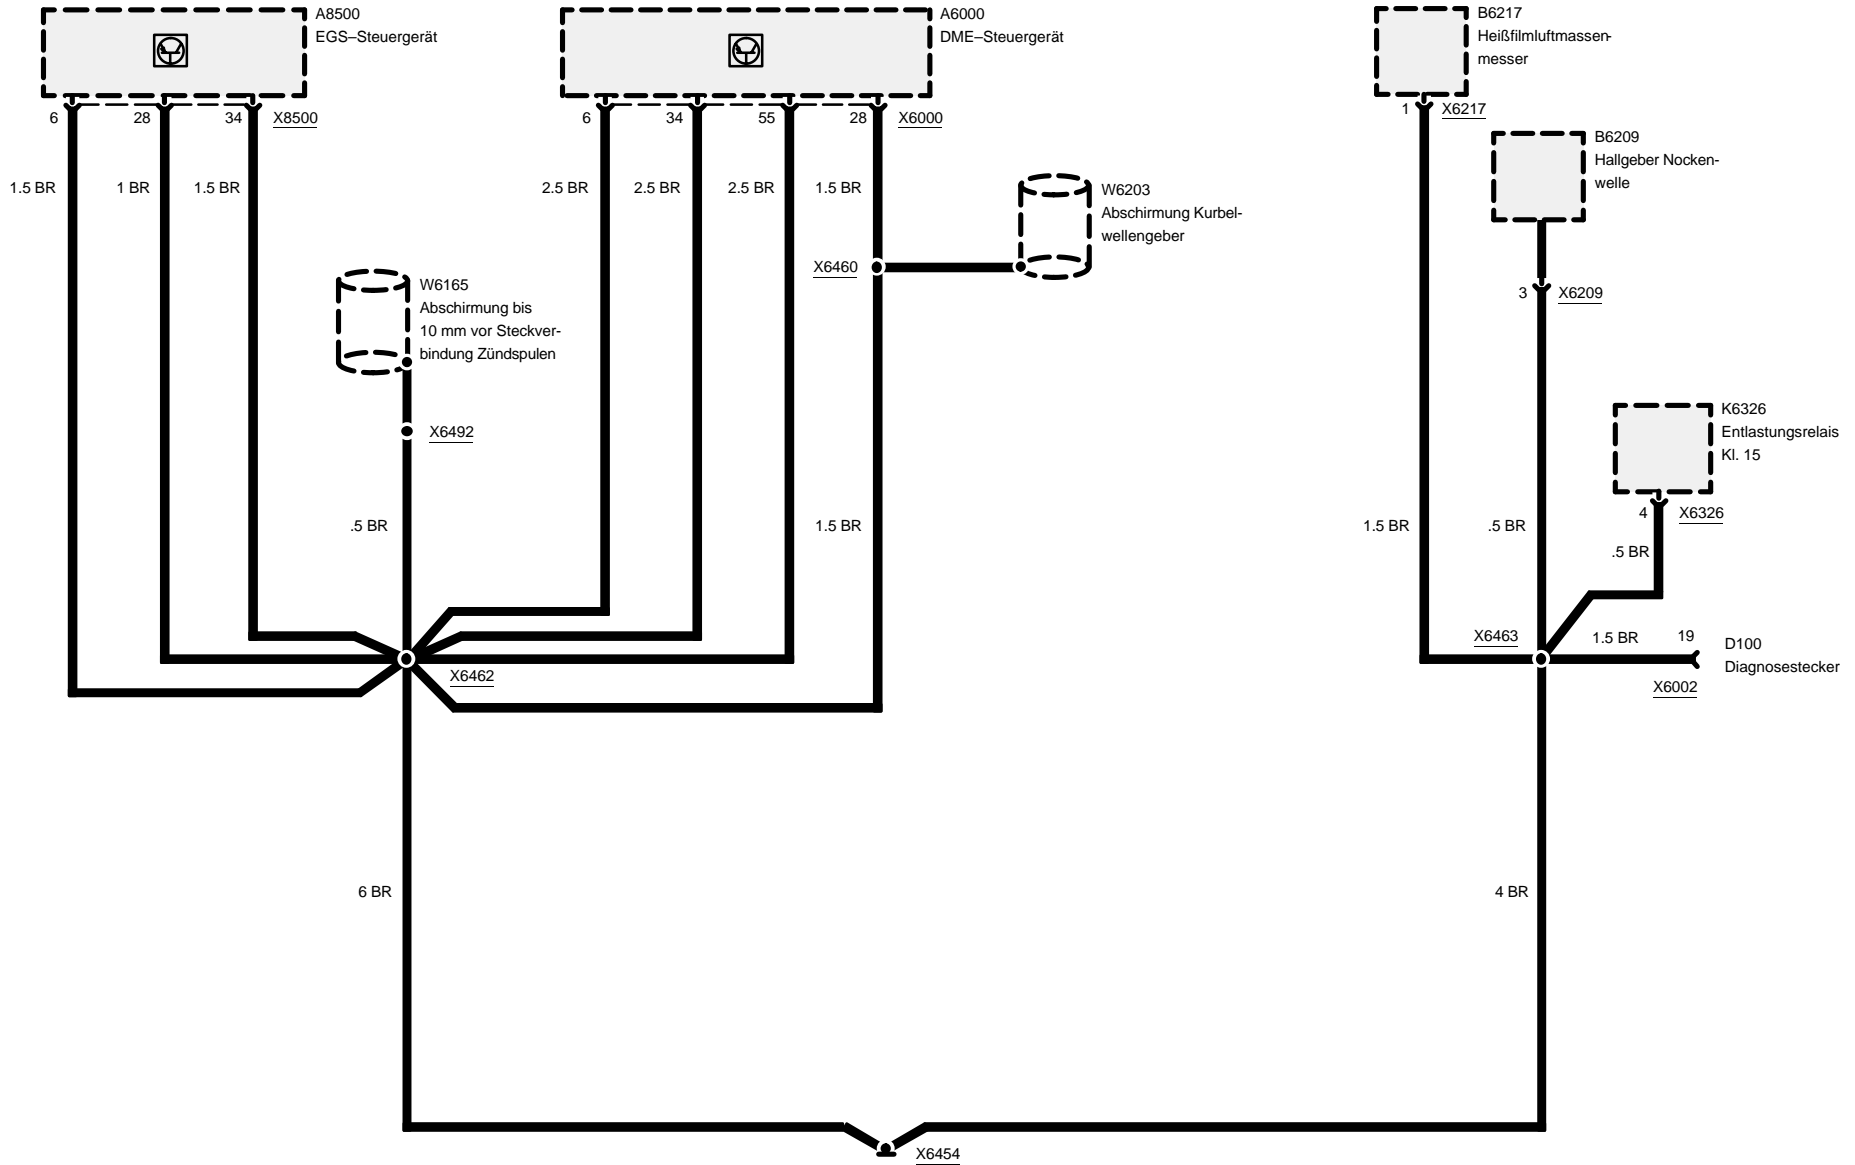 A8500
EGS–Steuergerät
A6000
DME–Steuergerät
B6217
Heißfilmluftmassen-
messer
6
28
34
X8500
6
34
55
28
X6000
1
X6217
B6209
Hallgeber Nocken-
welle
1.5 BR
1 BR
1.5 BR
2.5 BR
2.5 BR
2.5 BR
1.5 BR
W6203
Abschirmung Kurbel-
wellengeber
X6460
W6165
Abschirmung bis
10 mm vor Steckver-
bindung Zündspulen
3
X6209
X6492
K6326
Entlastungsrelais
Kl. 15
4
X6326
.5 BR
1.5 BR
1.5 BR
.5 BR
.5 BR
X6462
X6463
1.5 BR
19
D100
Diagnosestecker
X6002
6 BR
4 BR
X6454